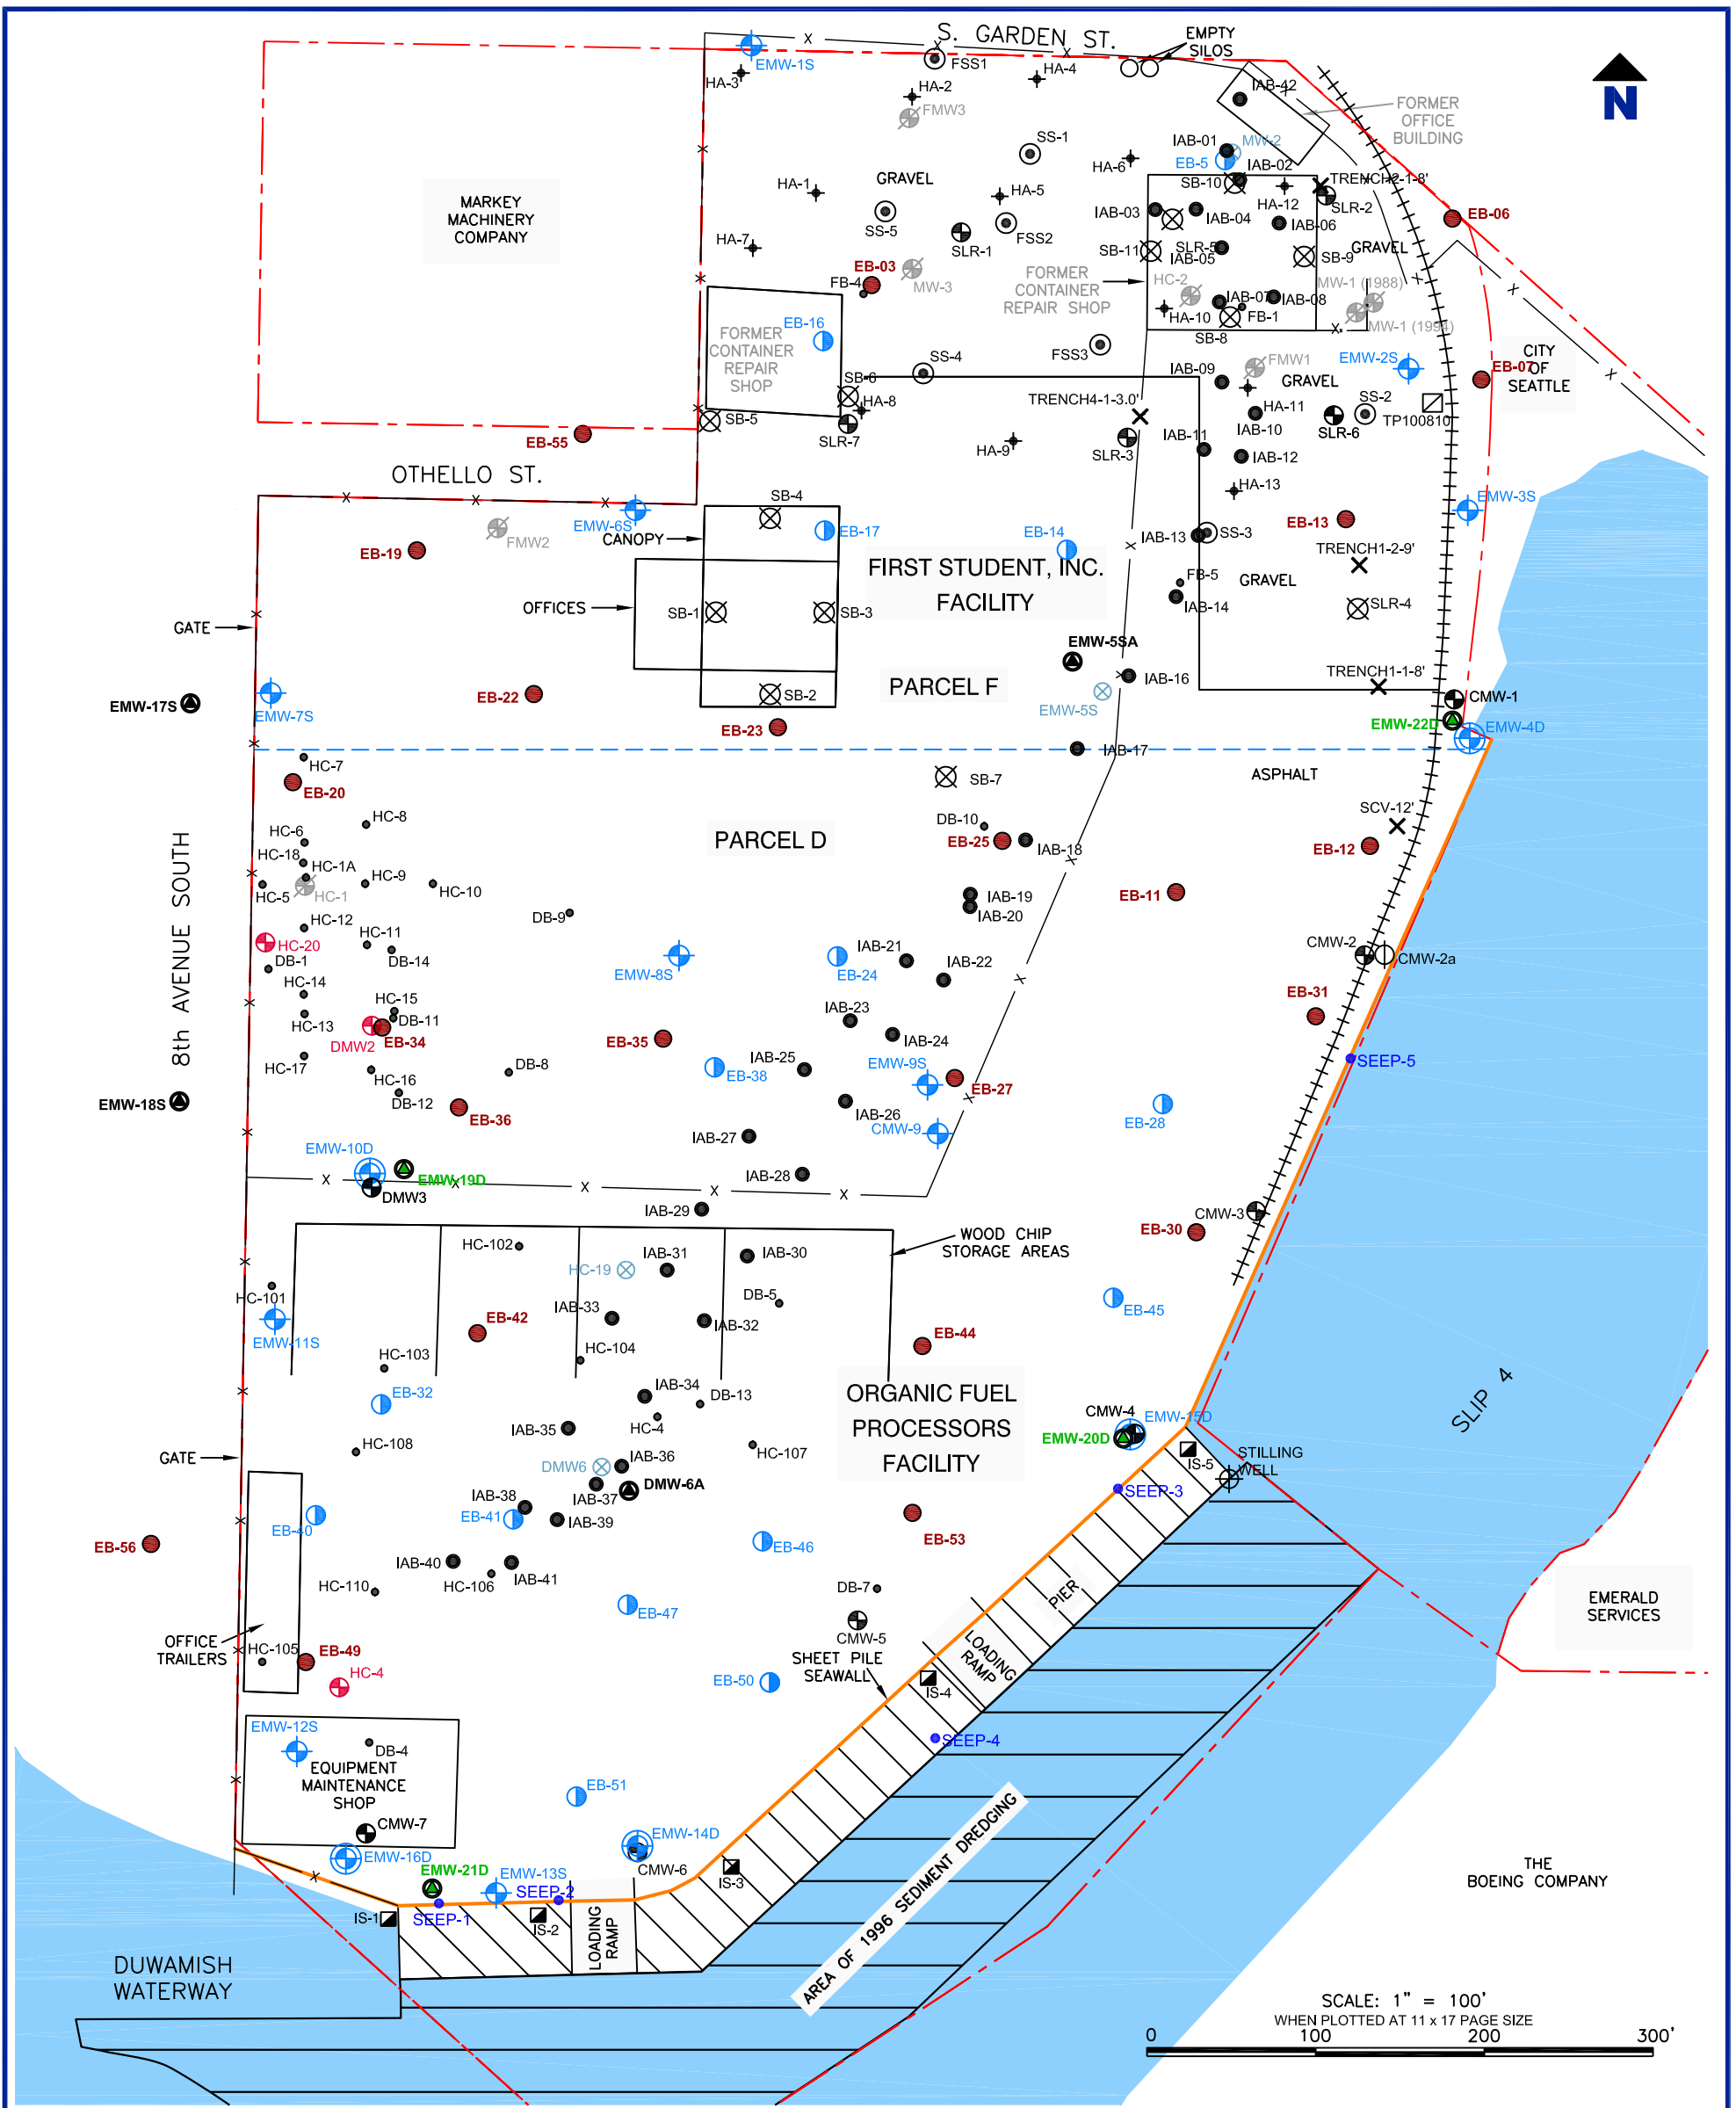 S. GARDEN ST.
EMPTY
SILOS
N
EMW-1S
FSS1
HA-3
HA-2
HA-4
FMW3
IAB-42
FORMER
OFFICE
BUILDING
SS-1
IAB-01
MW-2
EB-5
HA-6
IAB-02
MARKEY
MACHINERY
COMPANY
HA-1
GRAVEL
HA-5
SB-10
TRENCH2-1-8'
HA-12
SLR-2
SS-5
FSS2
IAB-03
IAB-04
IAB-06
EB-06
HA-7
SLR-1
SB-11
SLR-5
IAB-05
SB-9
GRAVEL
EB-03
FB-4
MW-3
FORMER
CONTAINER
REPAIR SHOP
HC-2
MW-1 (1988)
IAB-07
IAB-08
HA-10
FB-1
MW-1 (1994)
SB-8
EB-16
FORMER
CONTAINER
REPAIR
SHOP
FSS3
SS-4
FMW1
EMW-2S
CITY
OF
SEATTLE
EB-07
SB-6
IAB-09
GRAVEL
HA-8
TRENCH4-1-3.0'
HA-11
SS-2
TP100810
SB-5
SLR-7
IAB-10
SLR-6
EB-55
HA-9
SLR-3
IAB-11
IAB-12
OTHELLO ST.
HA-13
EMW-6S
SB-4
EMW-3S
FMW2
CANOPY
EB-17
EB-14
IAB-13
SS-3
EB-13
EB-19
TRENCH1-2-9'
FIRST STUDENT, INC.
FACILITY
FB-5
GRAVEL
IAB-14
OFFICES
SB-1
SB-3
SLR-4
GATE
EMW-5SA
IAB-16
TRENCH1-1-8'
EMW-17S
EMW-7S
EB-22
SB-2
PARCEL F
EMW-5S
CMW-1
EMW-22D
EMW-4D
EB-23
IAB-17
HC-7
EB-20
SB-7
ASPHALT
HC-8
SCV-12'
HC-6
PARCEL D
DB-10
EB-25
IAB-18
EB-12
HC-18
HC-1A
HC-5
HC-1
HC-9
HC-10
IAB-19
IAB-20
EB-11
8th AVENUE SOUTH
DB-9
HC-12
HC-20
HC-11
DB-14
DB-1
EMW-8S
EB-24
IAB-21
IAB-22
CMW-2
CMW-2a
HC-14
HC-15
DB-11
HC-13
DMW2
EB-34
EB-35
IAB-23
IAB-24
EB-31
HC-17
HC-16
DB-8
EB-38
IAB-25
EMW-9S
EB-27
SEEP-5
DB-12
EMW-18S
EB-36
IAB-26
CMW-9
EB-28
IAB-27
EMW-10D
EMW-19D
DMW3
IAB-28
IAB-29
CMW-3
EB-30
HC-102
WOOD CHIP
STORAGE AREAS
HC-19
IAB-31
IAB-30
HC-101
EMW-11S
DB-5
IAB-33
IAB-32
EB-45
EB-42
HC-104
EB-44
HC-103
SLIP 4
EB-32
IAB-34
DB-13
HC-4
ORGANIC FUEL
PROCESSORS
FACILITY
IAB-35
HC-108
HC-107
CMW-4
EMW-15D
EMW-20D
GATE
IS-5
STILLING
WELL
DMW6
IAB-36
IAB-37
DMW-6A
SEEP-3
IAB-38
EB-41
IAB-39
EB-40
EB-56
EB-46
EB-53
IAB-40
HC-106
IAB-41
HC-110
DB-7
PIER
EMERALD
SERVICES
EB-47
OFFICE
TRAILERS
HC-105
EB-49
CMW-5
LOADING
RAMP
SHEET PILE
SEAWALL
HC-4
EB-50
IS-4
SEEP-4
EMW-12S
DB-4
EQUIPMENT
MAINTENANCE
SHOP
EB-51
CMW-7
EMW-14D
CMW-6
EMW-16D
EMW-21D
EMW-13S
IS-3
SEEP-2
SEEP-1
IS-1
IS-2
LOADING
RAMP
AREA OF 1996 SEDIMENT DREDGING
THE
BOEING COMPANY
DUWAMISH
WATERWAY
SCALE: 1" = 100'
WHEN PLOTTED AT 11 x 17 PAGE SIZE
0 100 200 300'